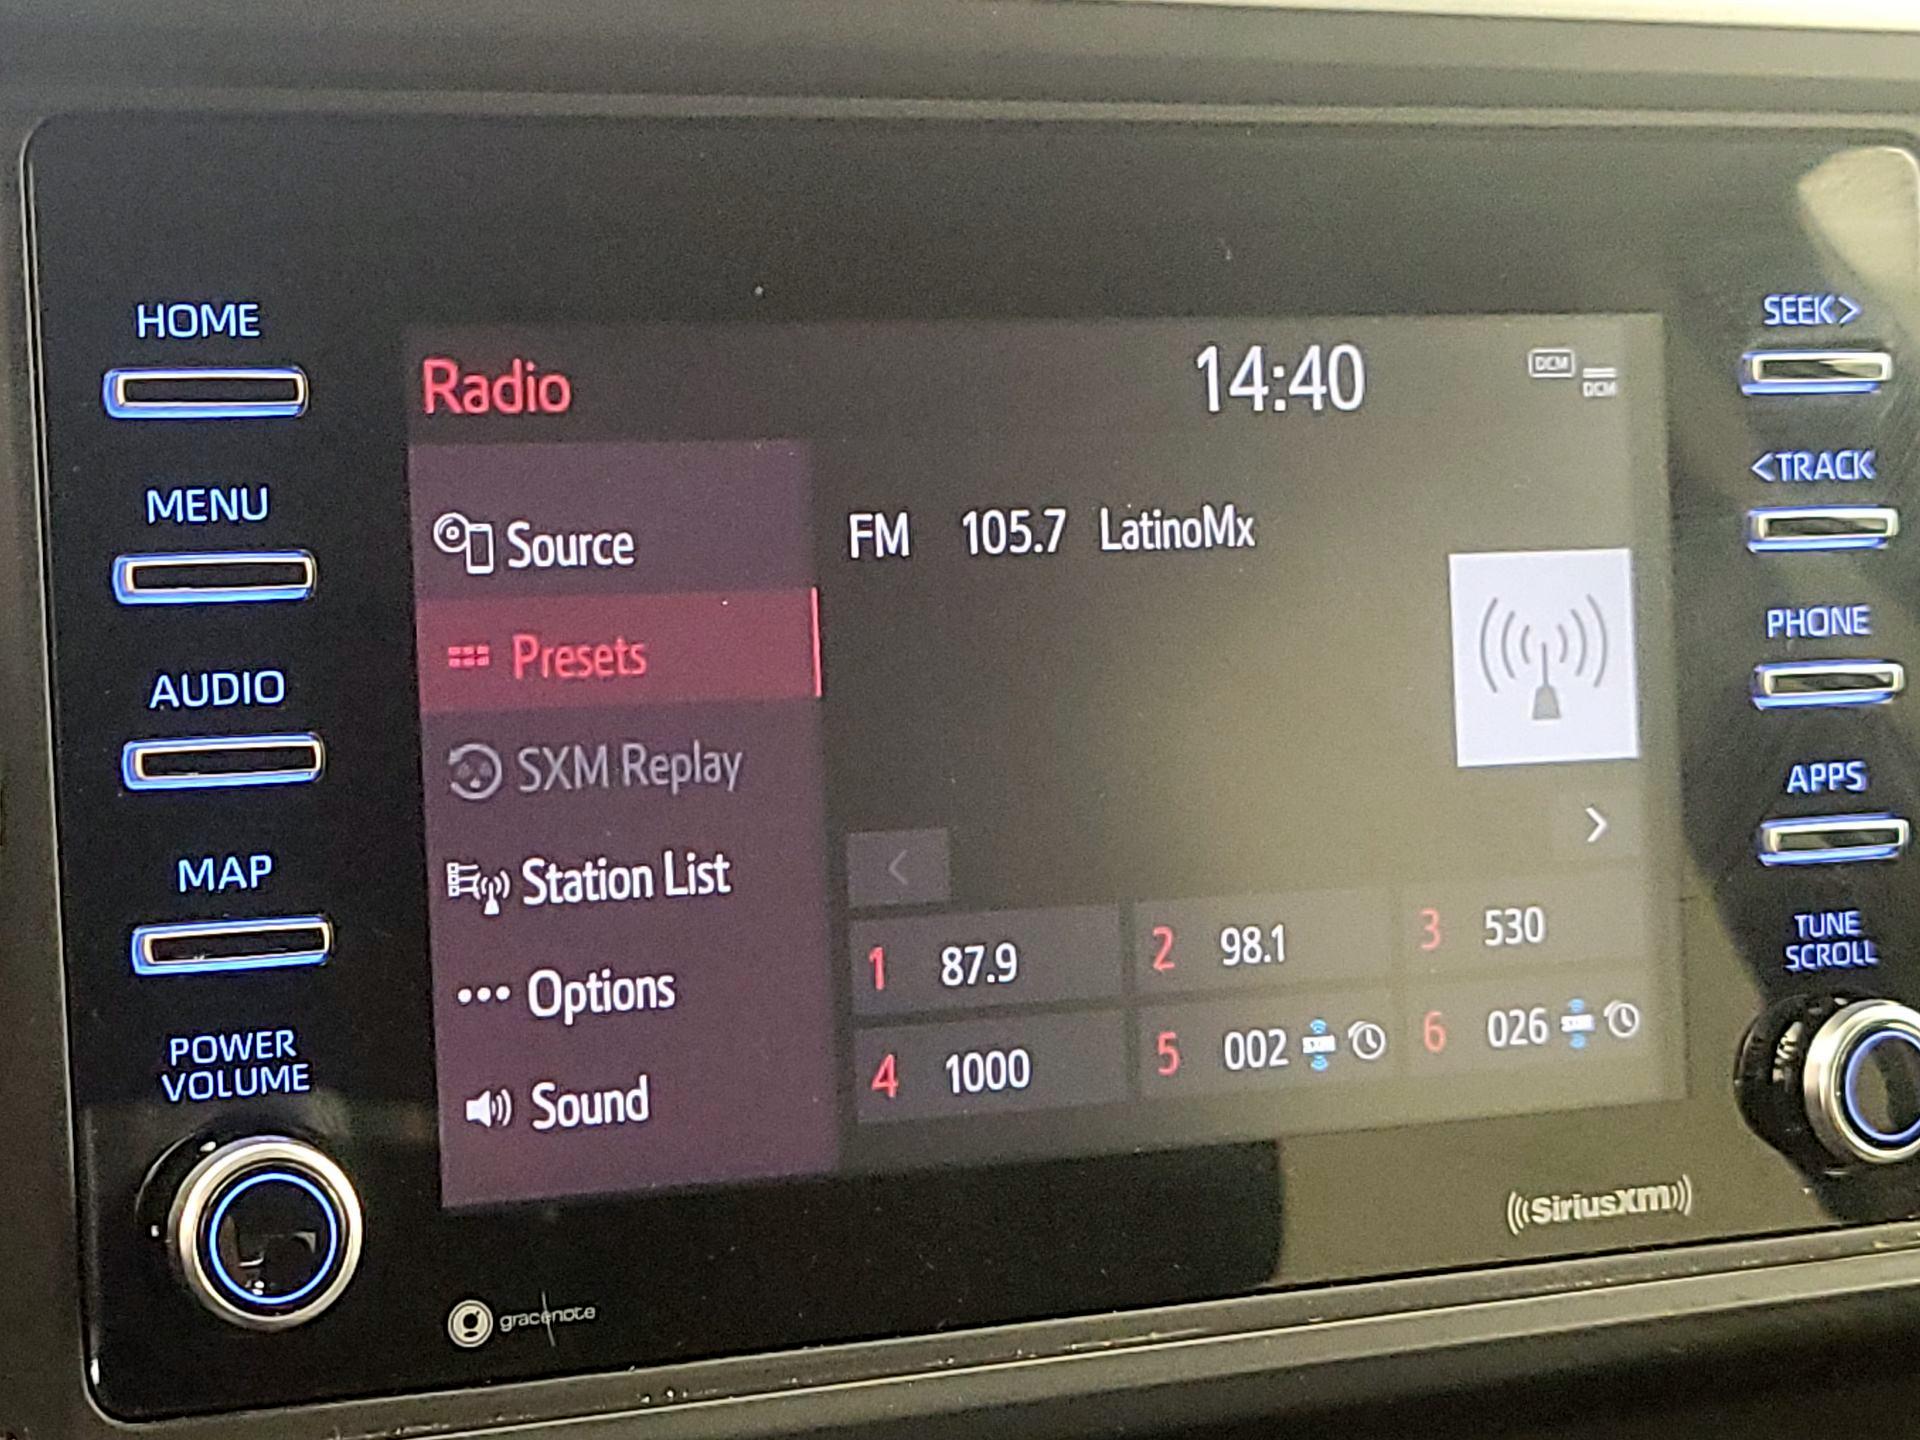 HOME
MENU
AUDIO
MAP
POWER
VOLUME
Radio
14:40
DCM
DCM
Source
Presets
SXM Replay
Station List
Options
Sound
FM 105.7 LatinoMx
<
>
1 87.9
2 98.1
3 530
4 1000
5 002 SXM
6 026 SXM
SEEK>
<TRACK
PHONE
APPS
TUNE
SCROLL
gracenote
SiriusXM